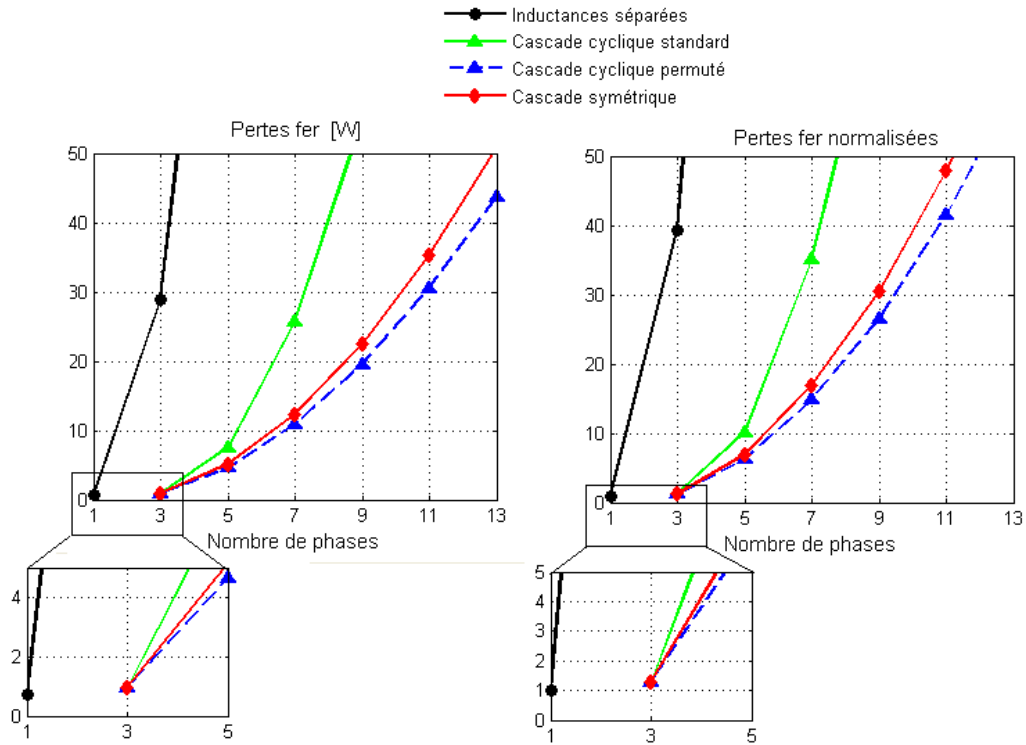 Inductances séparées
Cascade cyclique standard
Cascade cyclique permuté
Cascade symétrique
Pertes fer [W]
50
40
30
20
10
0
1 3 5 7 9 11 13
Nombre de phases
4
2
0
1 3 5
Pertes fer normalisées
50
40
30
20
10
0
1 3 5 7 9 11 13
Nombre de phases
5
4
3
2
1
0
1 3 5